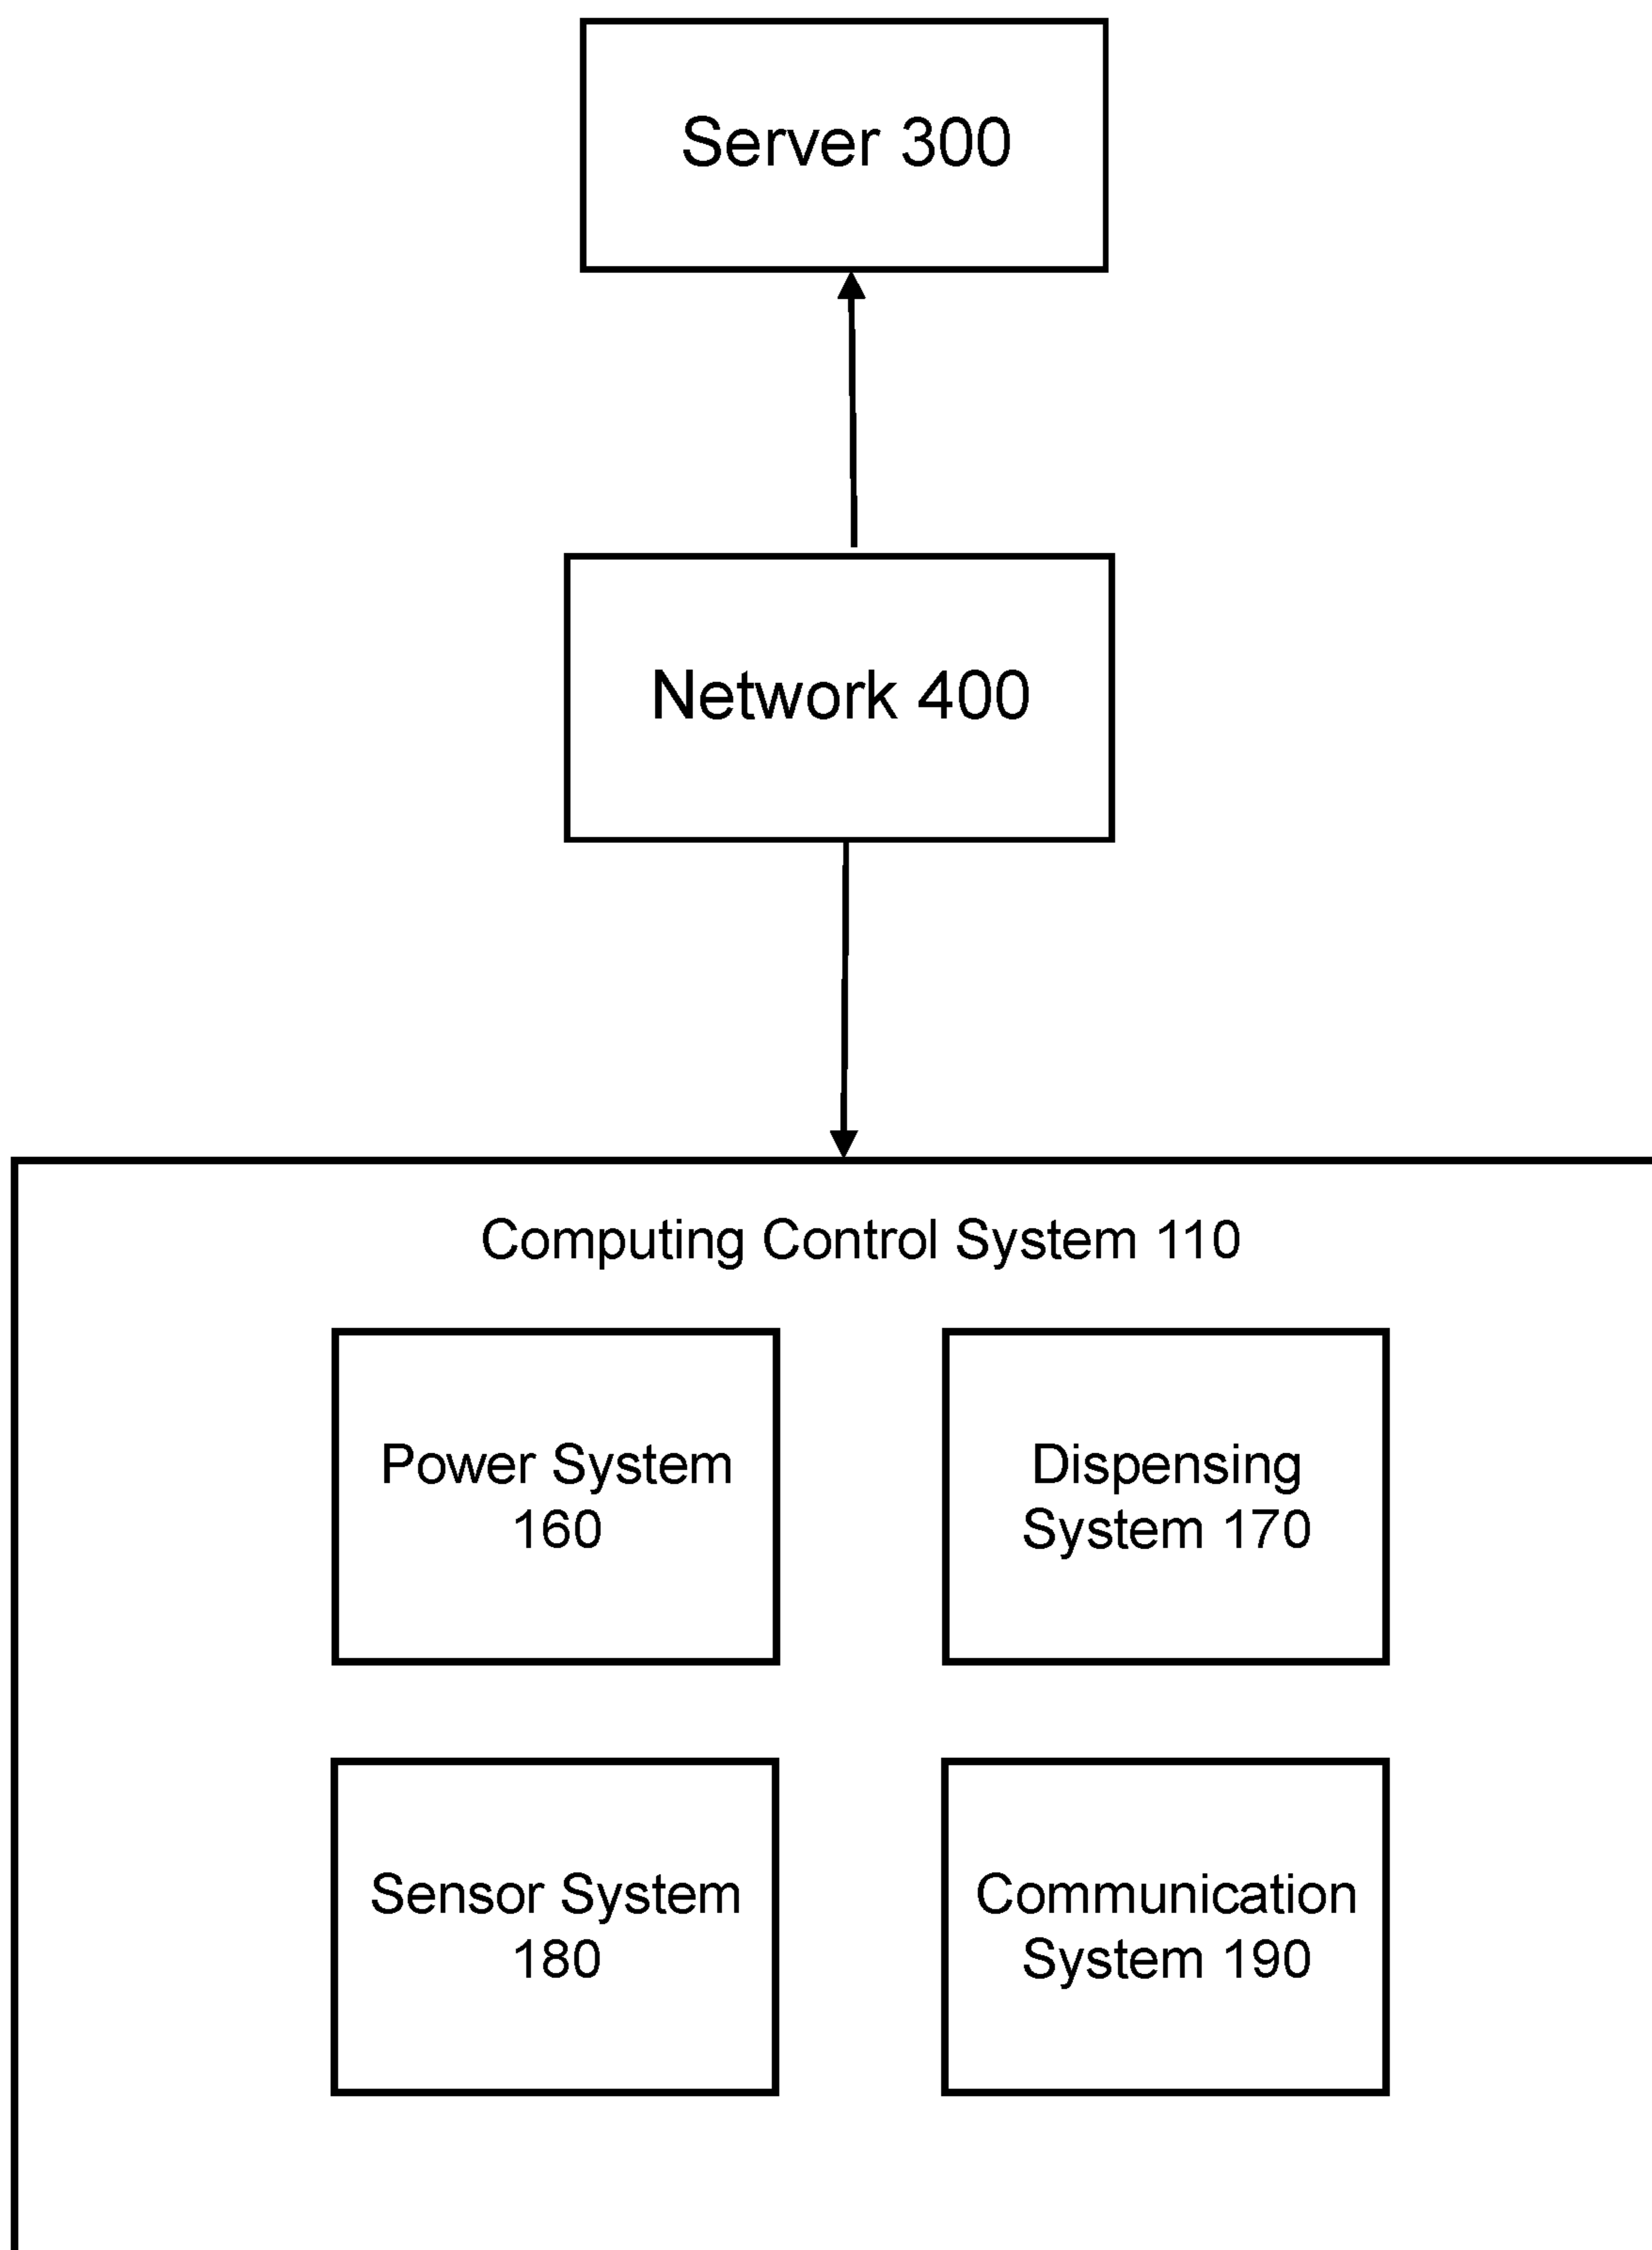 Server 300
Network 400
Computing Control System 110
Power System
160
Dispensing
System 170
Sensor System
180
Communication
System 190